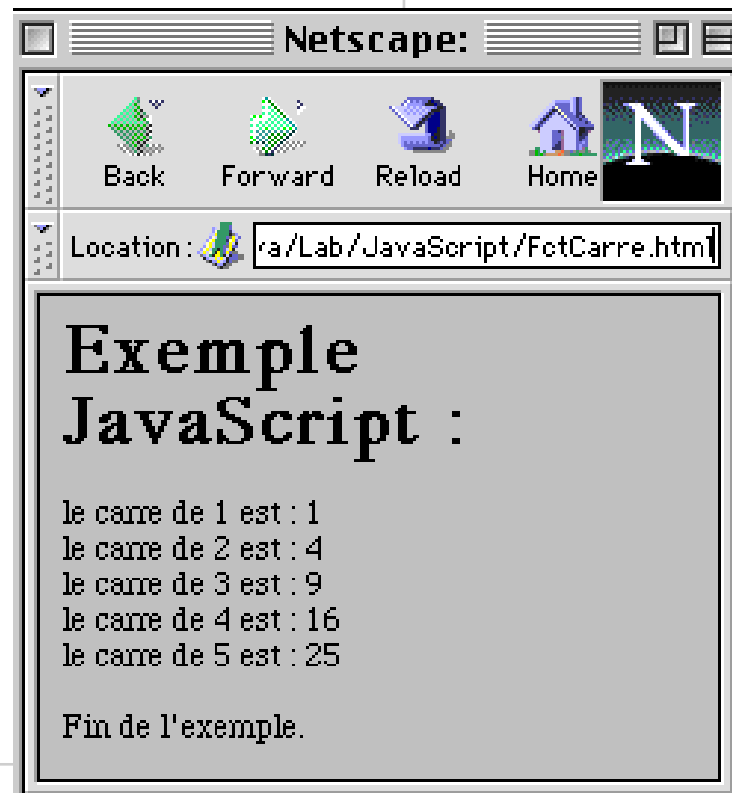 Netscape:
Back Forward Reload Home N
Location : va/Lab/JavaScript/FctCarre.html
Exemple
JavaScript :
le carre de 1 est : 1
le carre de 2 est : 4
le carre de 3 est : 9
le carre de 4 est : 16
le carre de 5 est : 25
Fin de l'exemple.